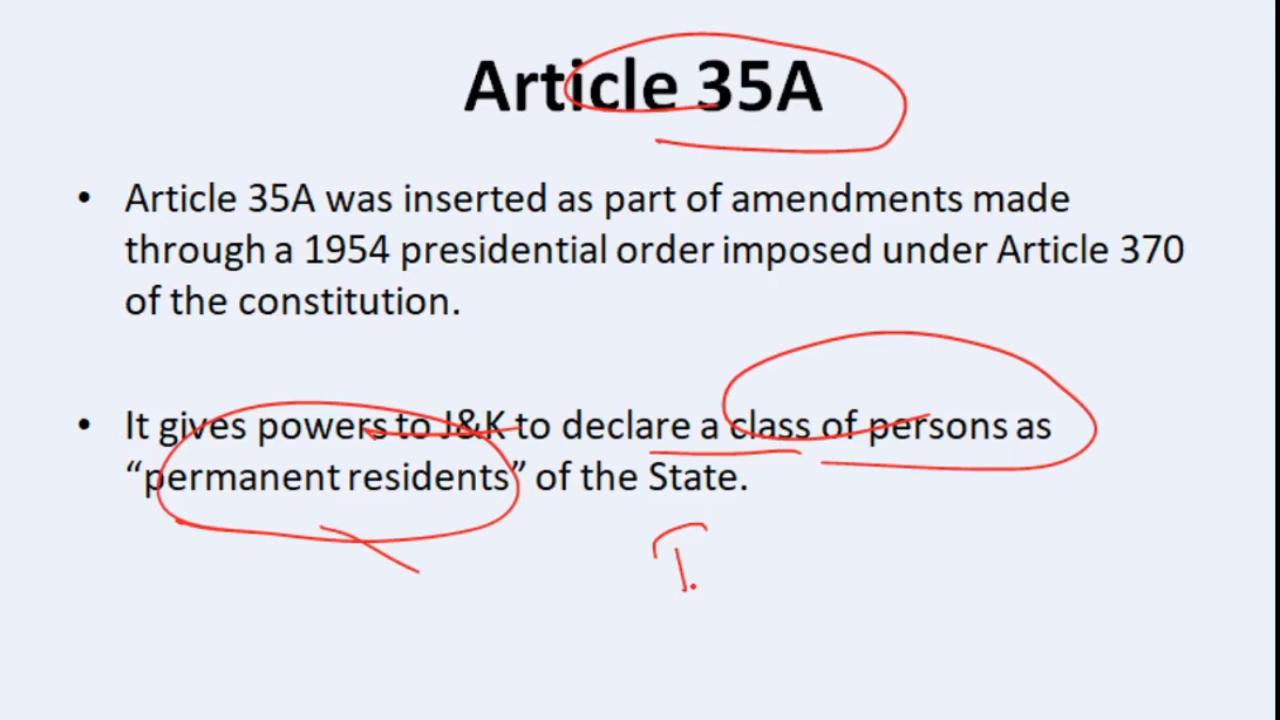 Article 35A
• Article 35A was inserted as part of amendments made
through a 1954 presidential order imposed under Article 370
of the constitution.
• It gives powers to J&K to declare a class of persons as
“permanent residents” of the State.